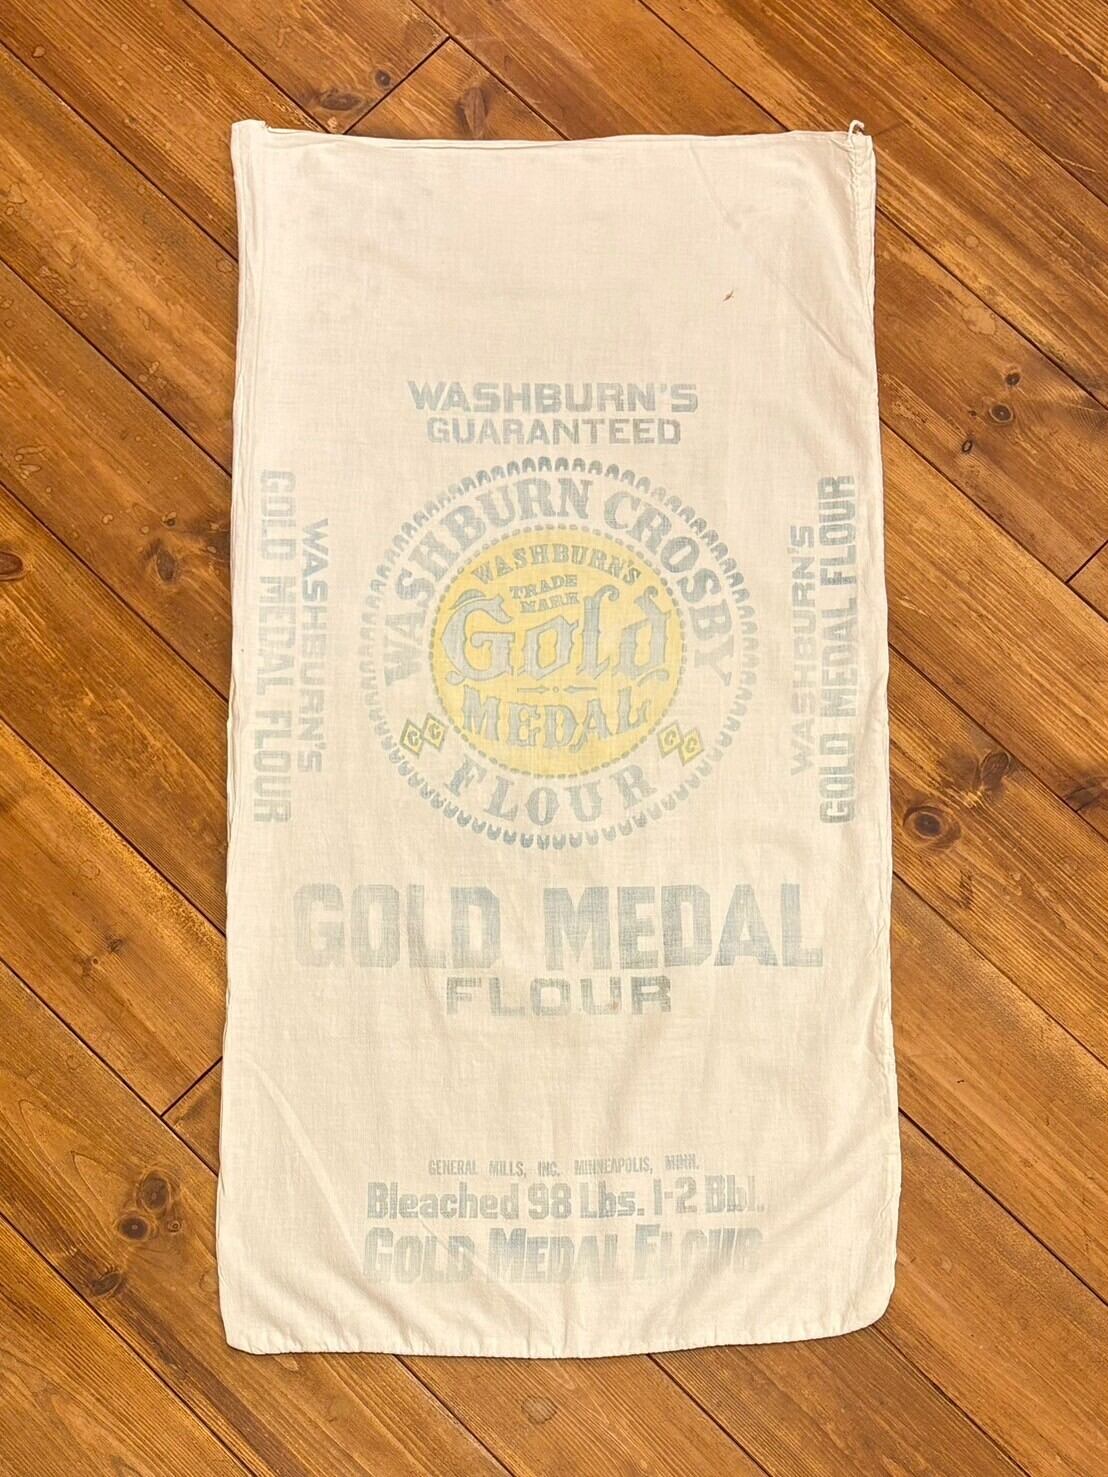 WASHBURN'S
GUARANTEED
WASHBURN CROSBY
WASHBURN'S
TRADE
MARK
Gold
MEDAL
C C
C C
FLOUR
WASHBURN'S
GOLD MEDAL FLOUR
WASHBURN'S
GOLD MEDAL FLOUR
GOLD MEDAL
FLOUR
GENERAL MILLS, INC. MINNEAPOLIS, MINN.
Bleached 98 Lbs. 1-2 Bbl.
GOLD MEDAL FLOUR